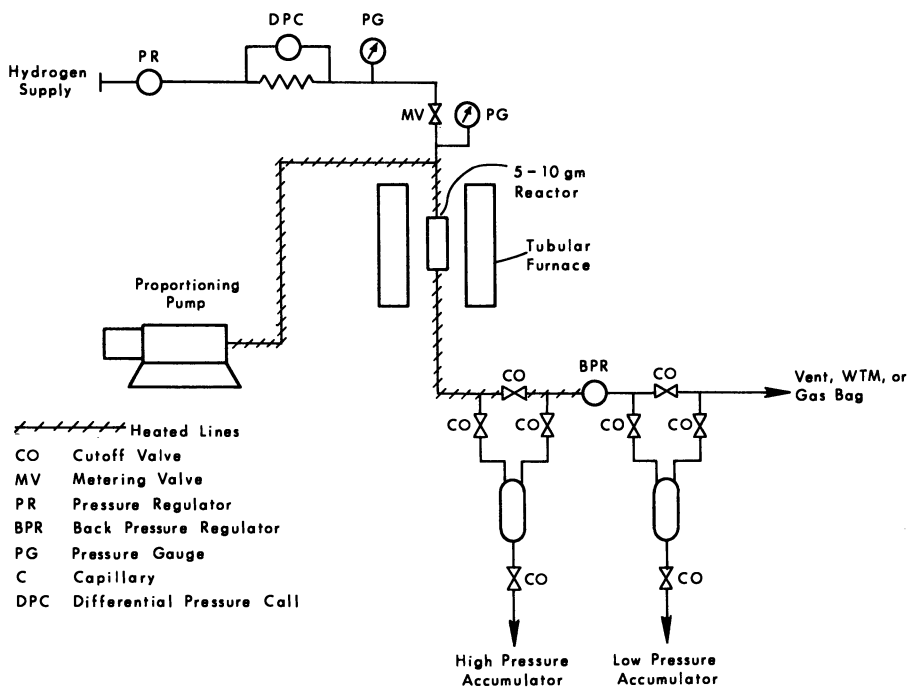 DPC
PG
PR
Hydrogen
Supply
MV
PG
5-10 gm
Reactor
Tubular
Furnace
Proportioning
Pump
BPR
CO
CO
Vent, WTM, or
Gas Bag
CO
CO
CO
CO
Heated Lines
CO Cutoff Valve
MV Metering Valve
PR Pressure Regulator
BPR Back Pressure Regulator
PG Pressure Gauge
C Capillary
DPC Differential Pressure Call
CO
CO
High Pressure
Accumulator
Low Pressure
Accumulator